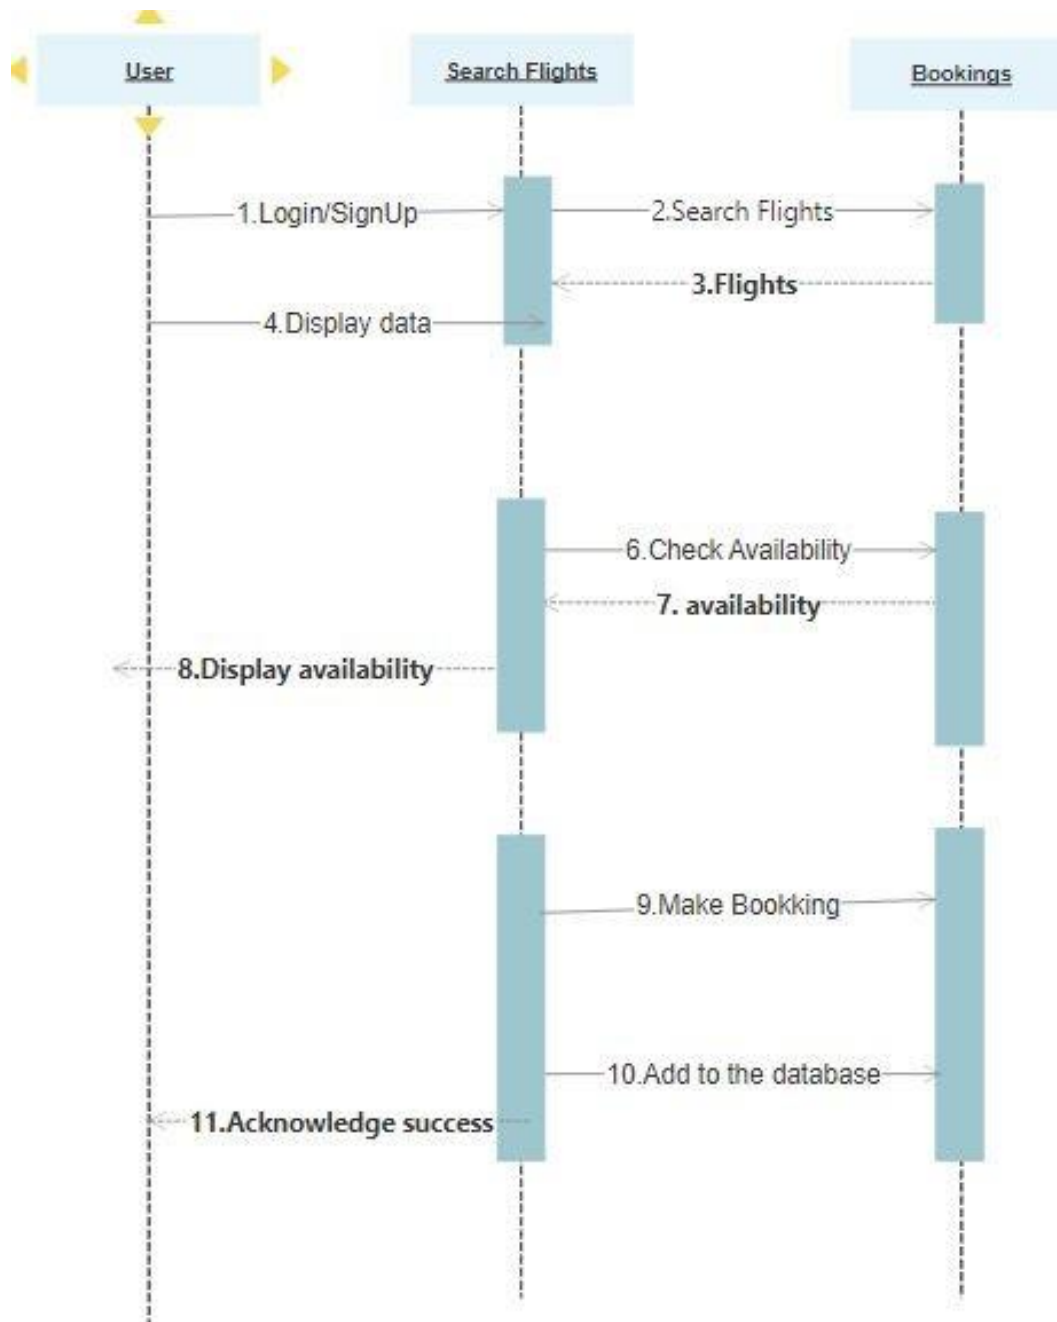 User
Search Flights
Bookings
1.Login/SignUp
2.Search Flights
3.Flights
4.Display data
6.Check Availability
7. availability
8.Display availability
9.Make Bookking
10.Add to the database
11.Acknowledge success